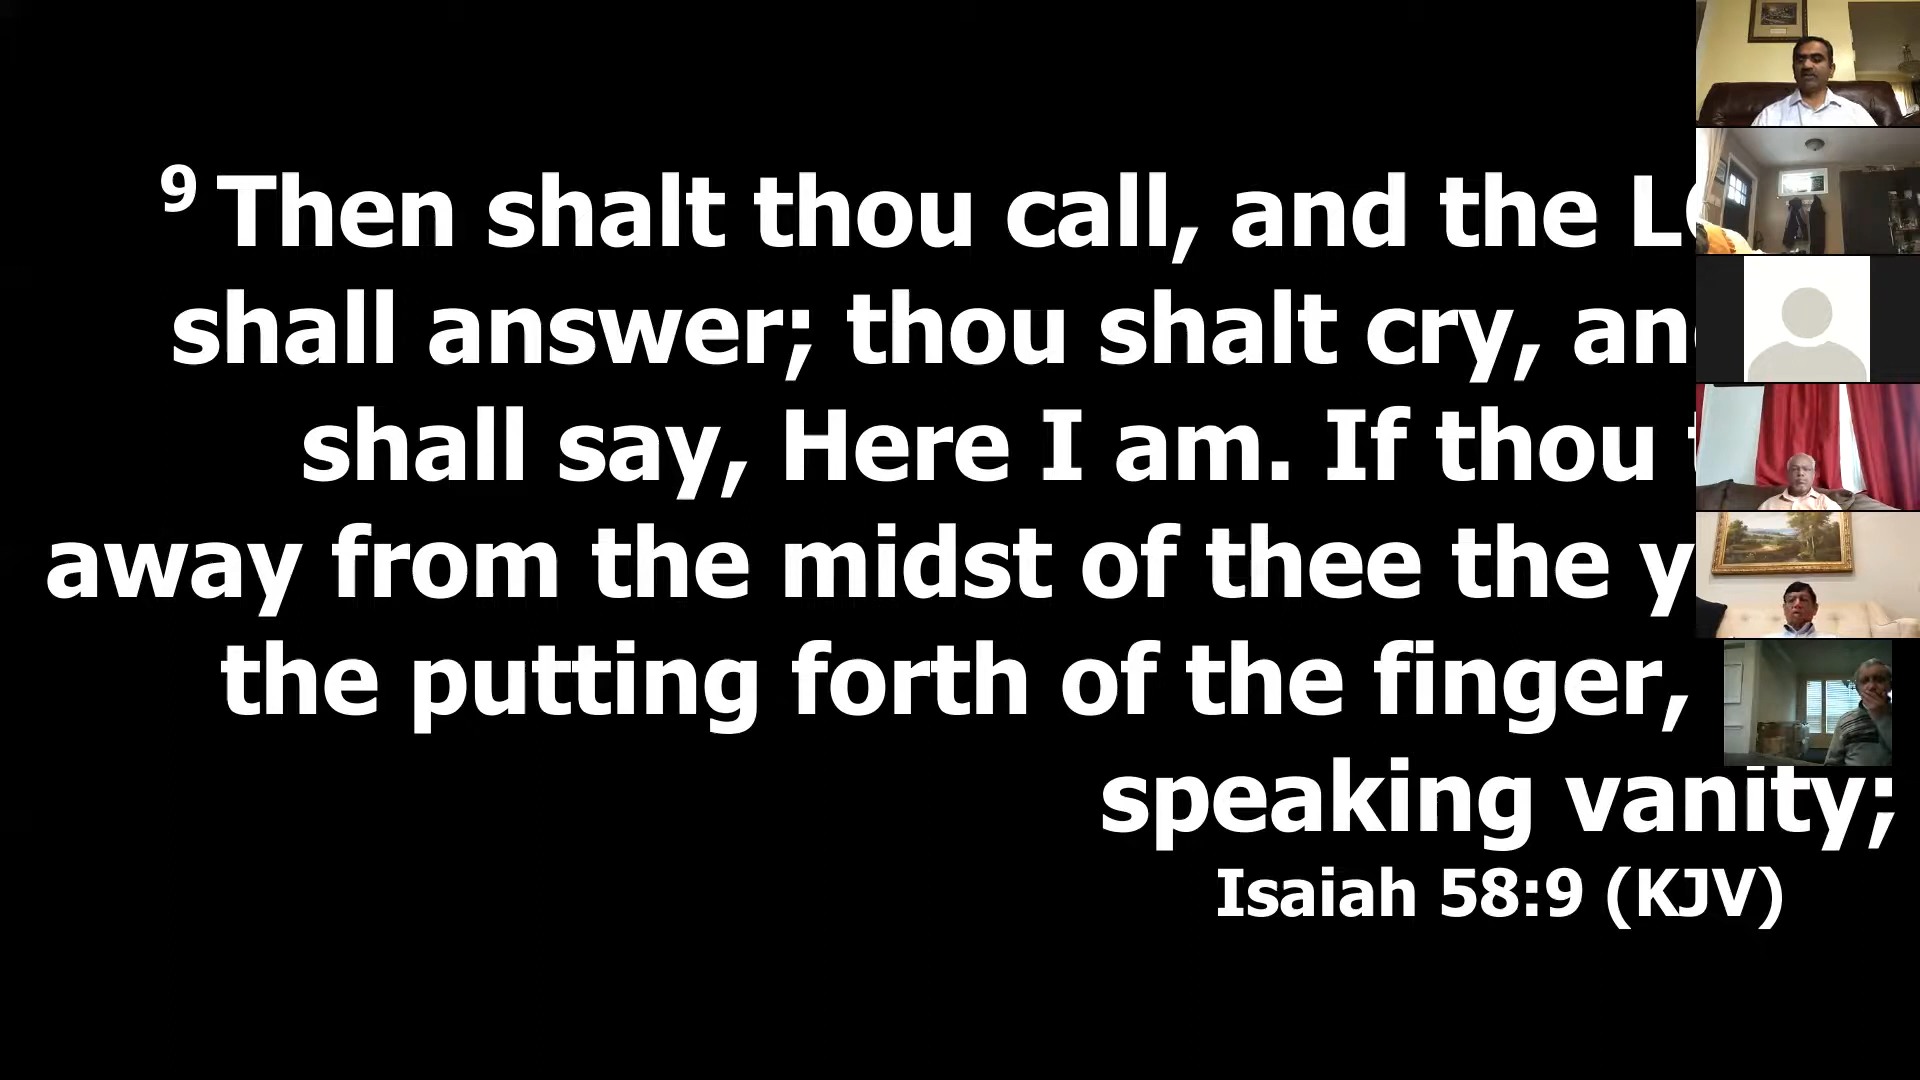 9 Then shalt thou call, and the
shall answer; thou shalt cry,
shall say, Here I am. If thou
away from the midst of thee the
the putting forth of the finger,
speaking vanity;
Isaiah 58:9 (KJV)